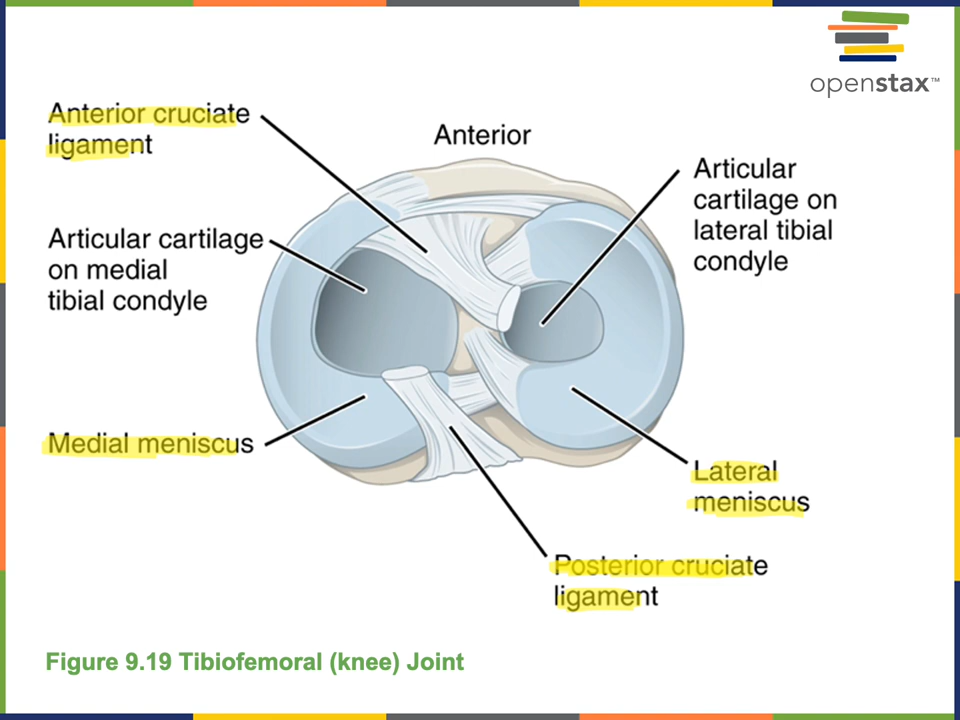 openstax™
Anterior cruciate
ligament
Anterior
Articular
cartilage on
lateral tibial
condyle
Articular cartilage
on medial
tibial condyle
Medial meniscus
Lateral
meniscus
Posterior cruciate
ligament
Figure 9.19 Tibiofemoral (knee) Joint